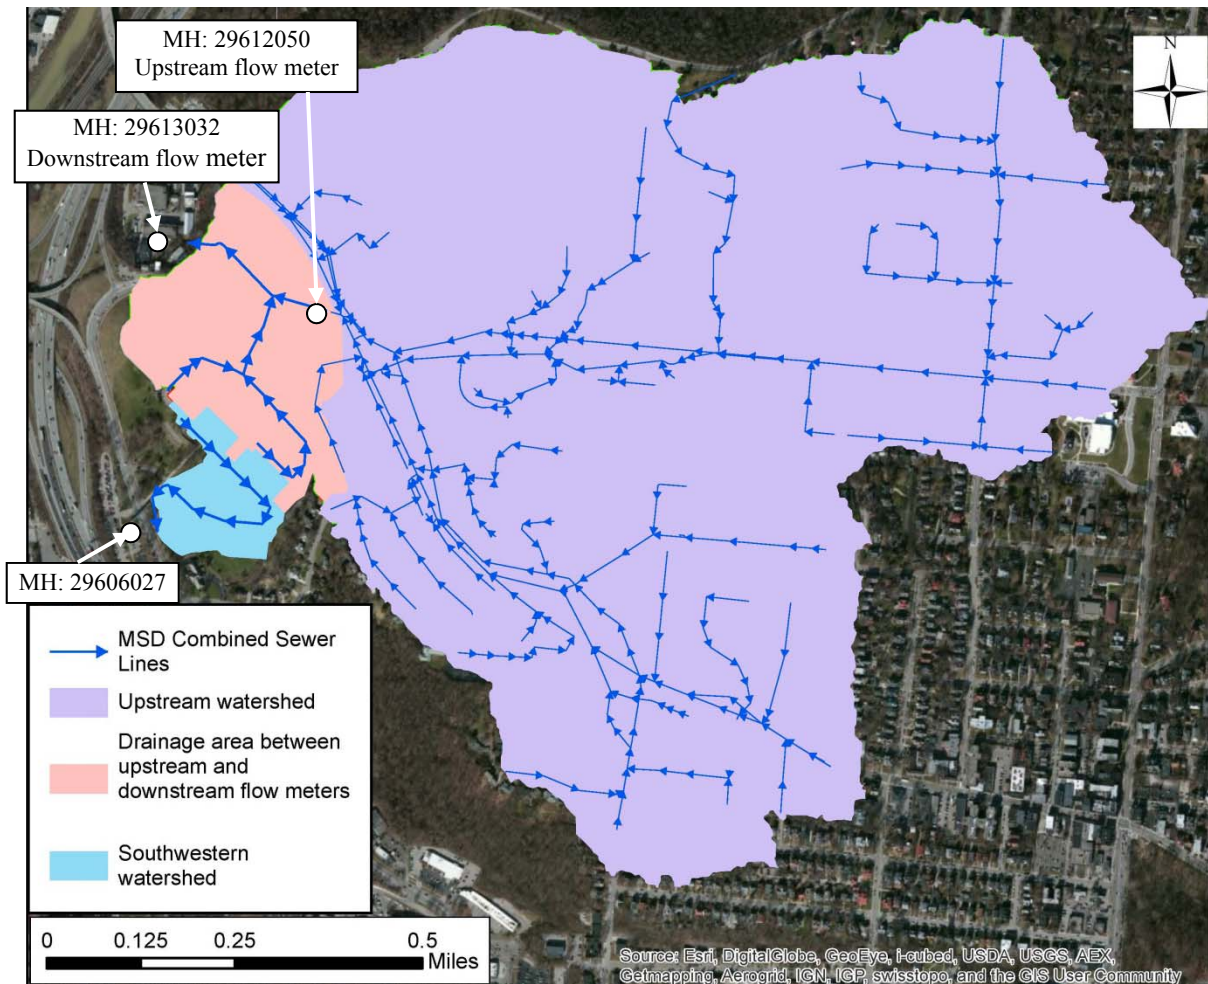 MH: 29612050
Upstream flow meter
MH: 29613032
Downstream flow meter
N
MH: 29606027
MSD Combined Sewer
Lines
Upstream watershed
Drainage area between
upstream and
downstream flow meters
Southwestern
watershed
0 0.125 0.25 0.5
Miles
Source: Esri, DigitalGlobe, GeoEye, i-cubed, USDA, USGS, AEX,
Getmapping, Aerogrid, IGN, IGP, swisstopo, and the GIS User Community